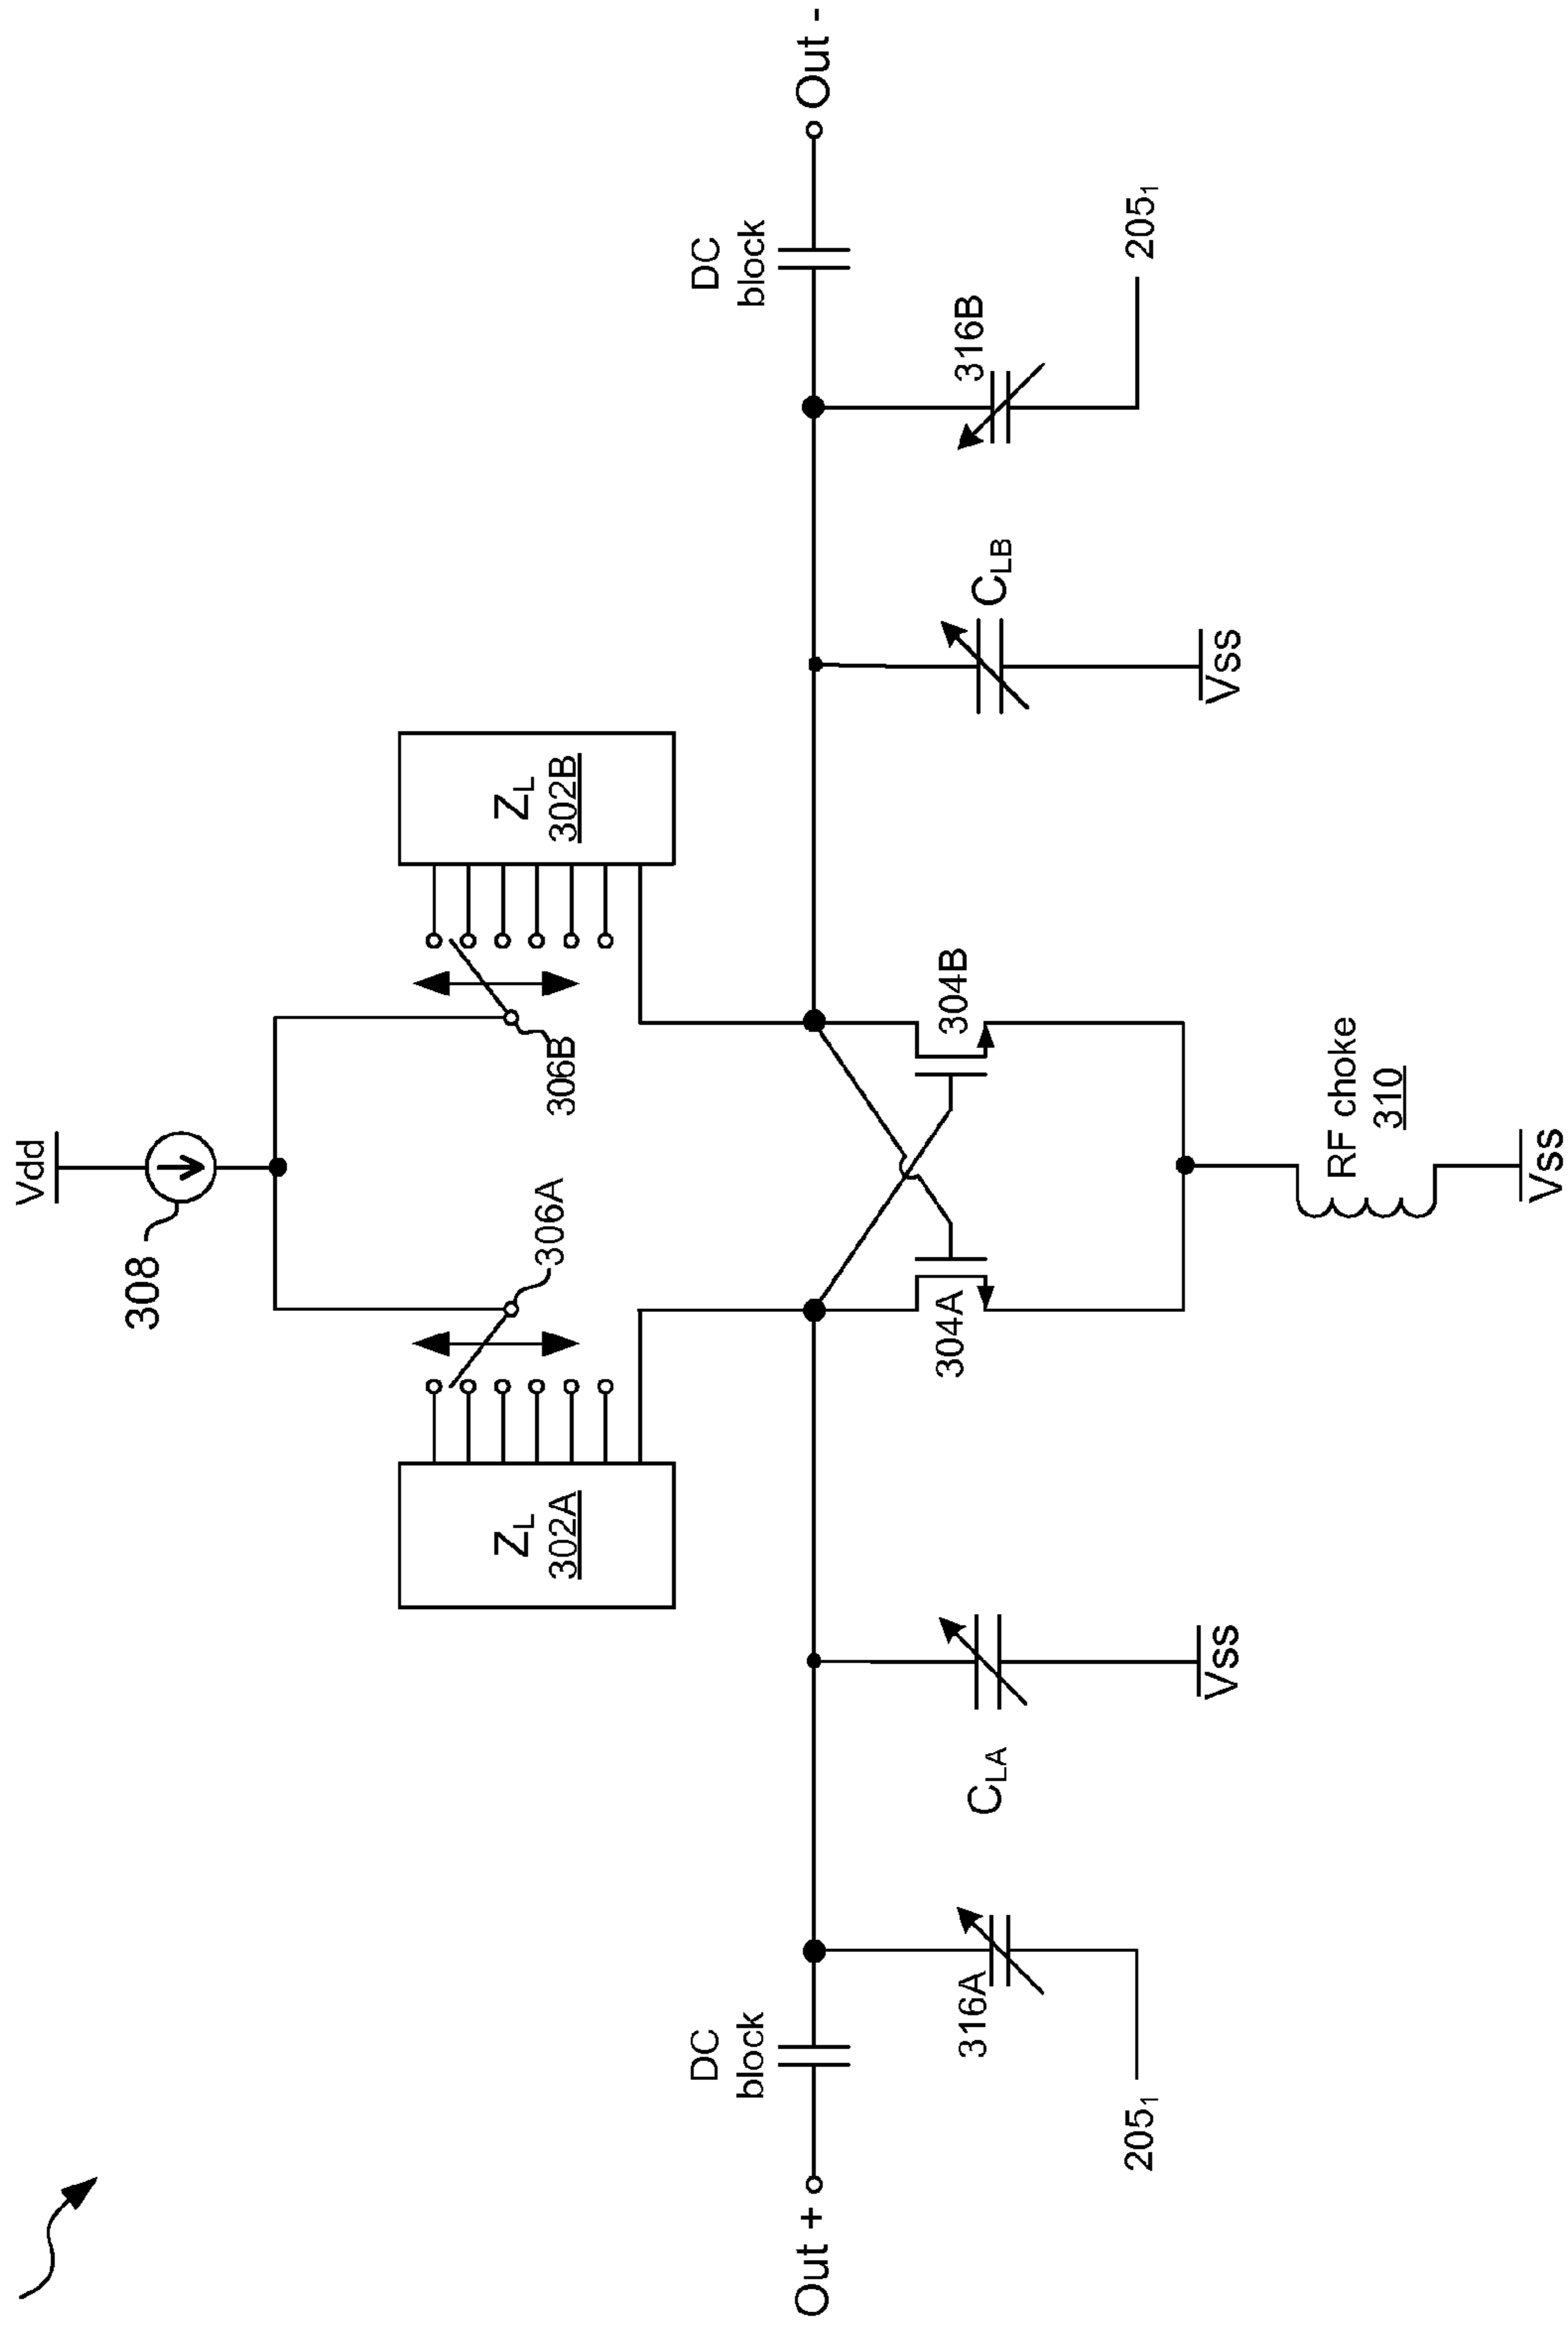 Vdd
308
306A
306B
Z_L
302A
Z_L
302B
DC
block
DC
block
Out +
Out -
304A
304B
316A
C_LA
C_LB
316B
205₁
205₁
Vss
Vss
RF choke
310
Vss